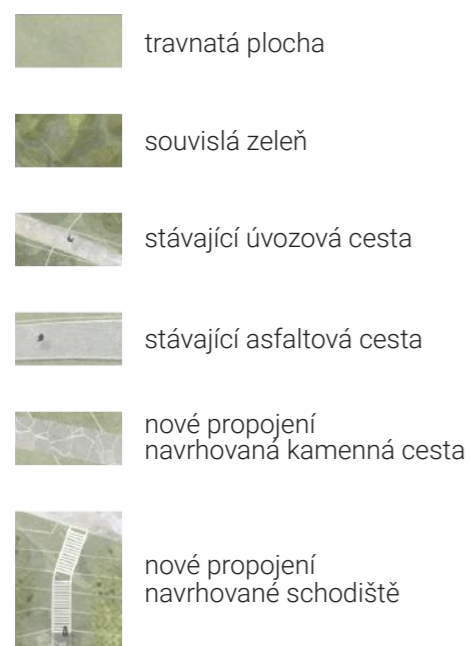 travnatá plocha
souvislá zeleň
stávající úvozová cesta
stávající asfaltová cesta
nové propojení
navrhovaná kamenná cesta
nové propojení
navrhované schodiště